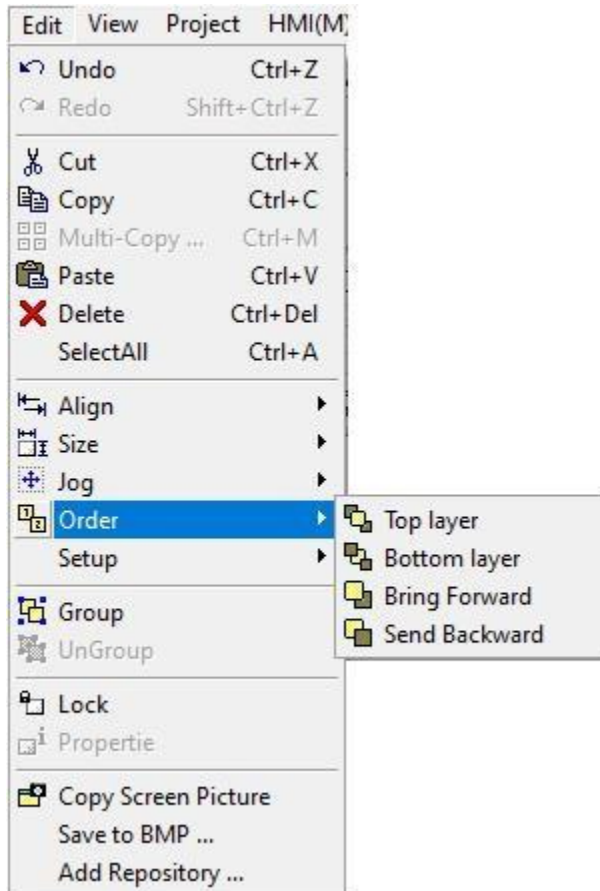 Edit View Project HMI(M)
Undo Ctrl+Z
Redo Shift+Ctrl+Z
Cut Ctrl+X
Copy Ctrl+C
Multi-Copy ... Ctrl+M
Paste Ctrl+V
Delete Ctrl+Del
SelectAll Ctrl+A
Align
Size
Jog
Order
Setup
Group
UnGroup
Lock
Propertie
Copy Screen Picture
Save to BMP ...
Add Repository ...
Top layer
Bottom layer
Bring Forward
Send Backward